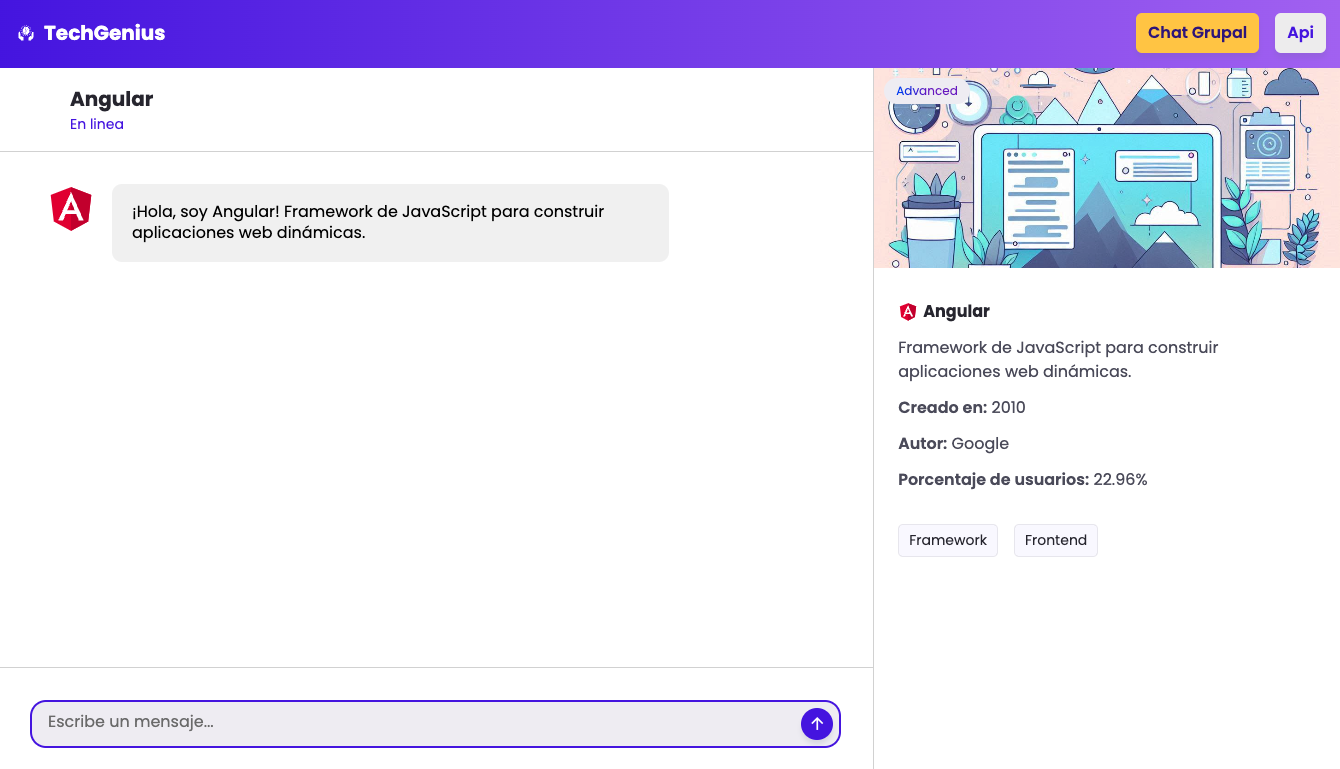 TechGenius
Chat Grupal
Api
Angular
En linea
¡Hola, soy Angular! Framework de JavaScript para construir
aplicaciones web dinámicas.
Escribe un mensaje...
Advanced
Angular
Framework de JavaScript para construir
aplicaciones web dinámicas.
Creado en: 2010
Autor: Google
Porcentaje de usuarios: 22.96%
Framework
Frontend